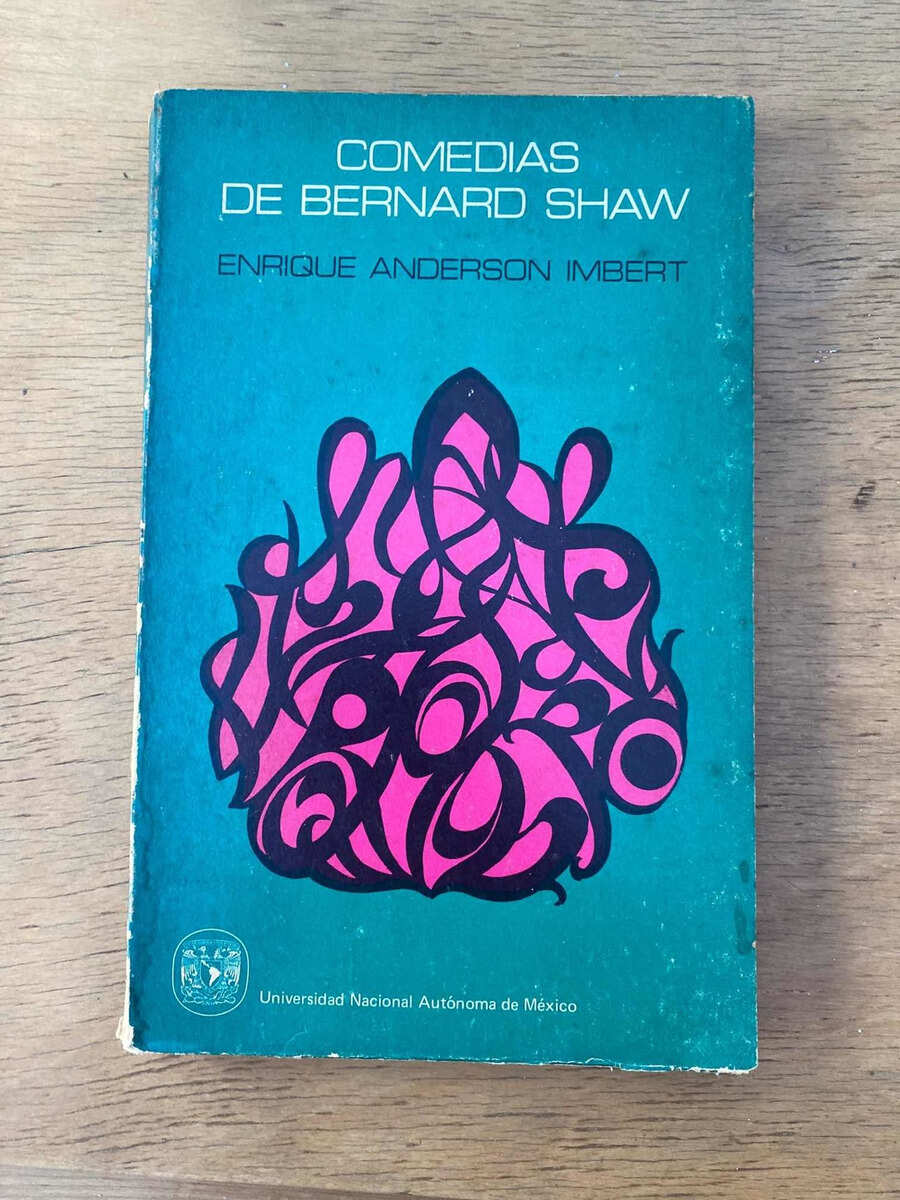 COMEDIAS
DE BERNARD SHAW
ENRIQUE ANDERSON IMBERT
Universidad Nacional Autónoma de México